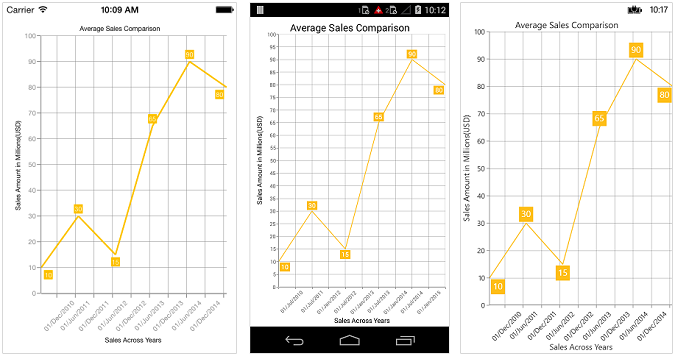 Carrier 10:09 AM
Average Sales Comparison
Sales Amount in Millions(USD)
100
90
80
70
60
50
40
30
20
10
0
10
30
15
65
90
80
01/Dec/2010
01/Jun/2011
01/Dec/2011
01/Jun/2012
01/Dec/2012
01/Jun/2013
01/Dec/2013
01/Jun/2014
01/Dec/2014
Sales Across Years
10:12
Average Sales Comparison
Sales Amount in Millions(USD)
100
95
90
85
80
75
70
65
60
55
50
45
40
35
30
25
20
15
10
5
0
10
30
15
65
90
80
01/Jul/2010
01/Jan/2011
01/Jul/2011
01/Jan/2012
01/Jul/2012
01/Jan/2013
01/Jul/2013
01/Jan/2014
01/Jul/2014
01/Jan/2015
Sales Across Years
10:17
Average Sales Comparison
Sales Amount in Millions(USD)
100
90
80
70
60
50
40
30
20
10
0
10
30
15
65
90
80
01/Dec/2010
01/Jun/2011
01/Dec/2011
01/Jun/2012
01/Dec/2012
01/Jun/2013
01/Dec/2013
01/Jun/2014
01/Dec/2014
Sales Across Years